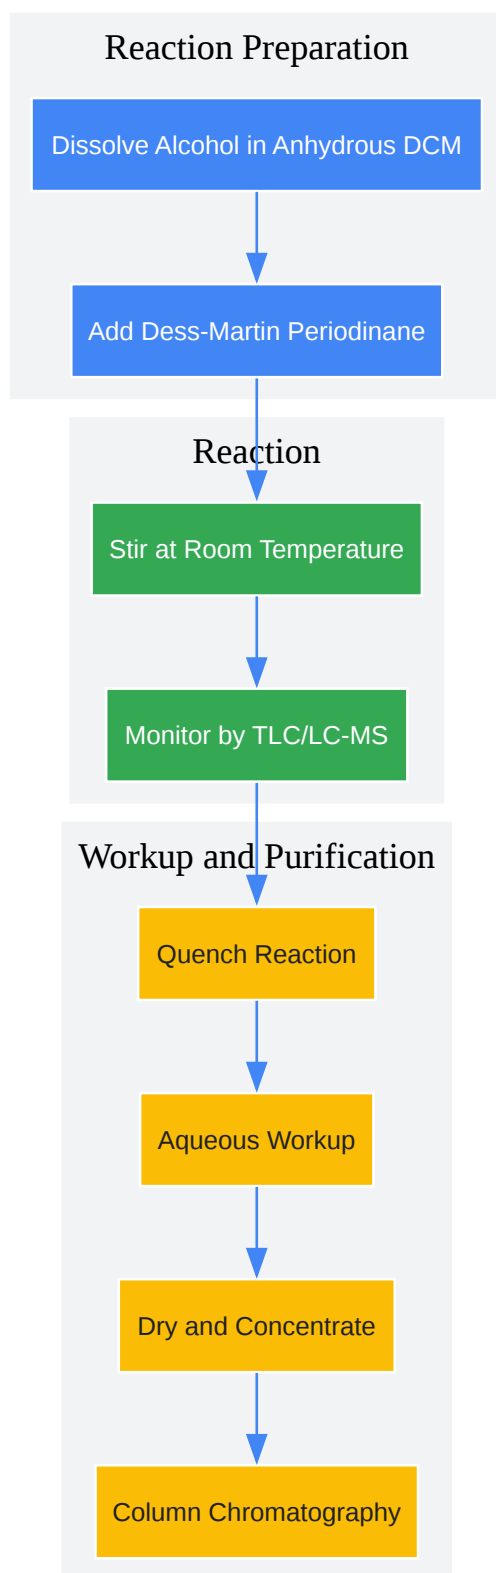 Reaction Preparation
Dissolve Alcohol in Anhydrous DCM
Add Dess-Martin Periodinane
Reaction
Stir at Room Temperature
Monitor by TLC/LC-MS
Workup and Purification
Quench Reaction
Aqueous Workup
Dry and Concentrate
Column Chromatography